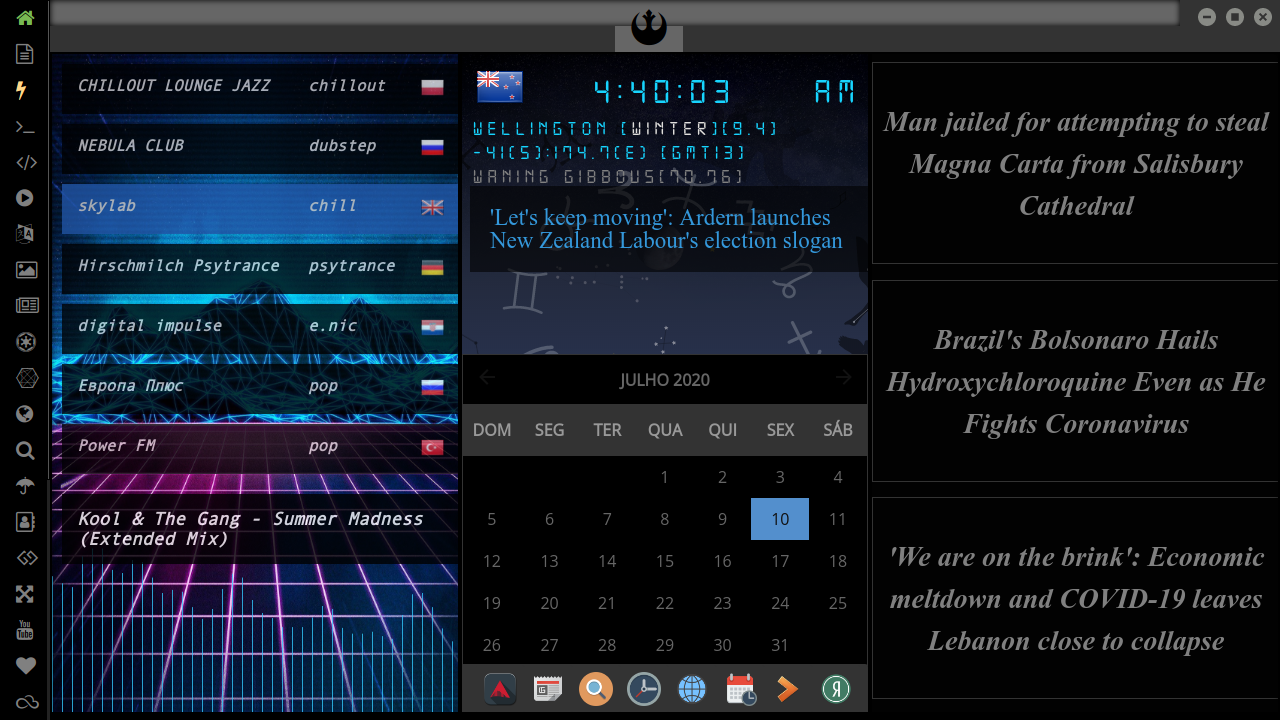 CHILLOUT LOUNGE JAZZ chillout
NEBULA CLUB dubstep
skylab chill
Hirschmilch Psytrance psytrance
digital impulse e.nic
Европа Плюс pop
Power FM pop
Kool & The Gang - Summer Madness
(Extended Mix)
You
Tube
4:40:03 AM
WELLINGTON [WINTER][9.4]
-41(S):174.7(E) [GMT13]
WANING GIBBOUS[70.76]
'Let's keep moving': Ardern launches
New Zealand Labour's election slogan
JULHO 2020
DOM SEG TER QUA QUI SEX SÁB
1 2 3 4
5 6 7 8 9 10 11
12 13 14 15 16 17 18
19 20 21 22 23 24 25
26 27 28 29 30 31
Я
Man jailed for attempting to steal
Magna Carta from Salisbury
Cathedral
Brazil's Bolsonaro Hails
Hydroxychloroquine Even as He
Fights Coronavirus
'We are on the brink': Economic
meltdown and COVID-19 leaves
Lebanon close to collapse